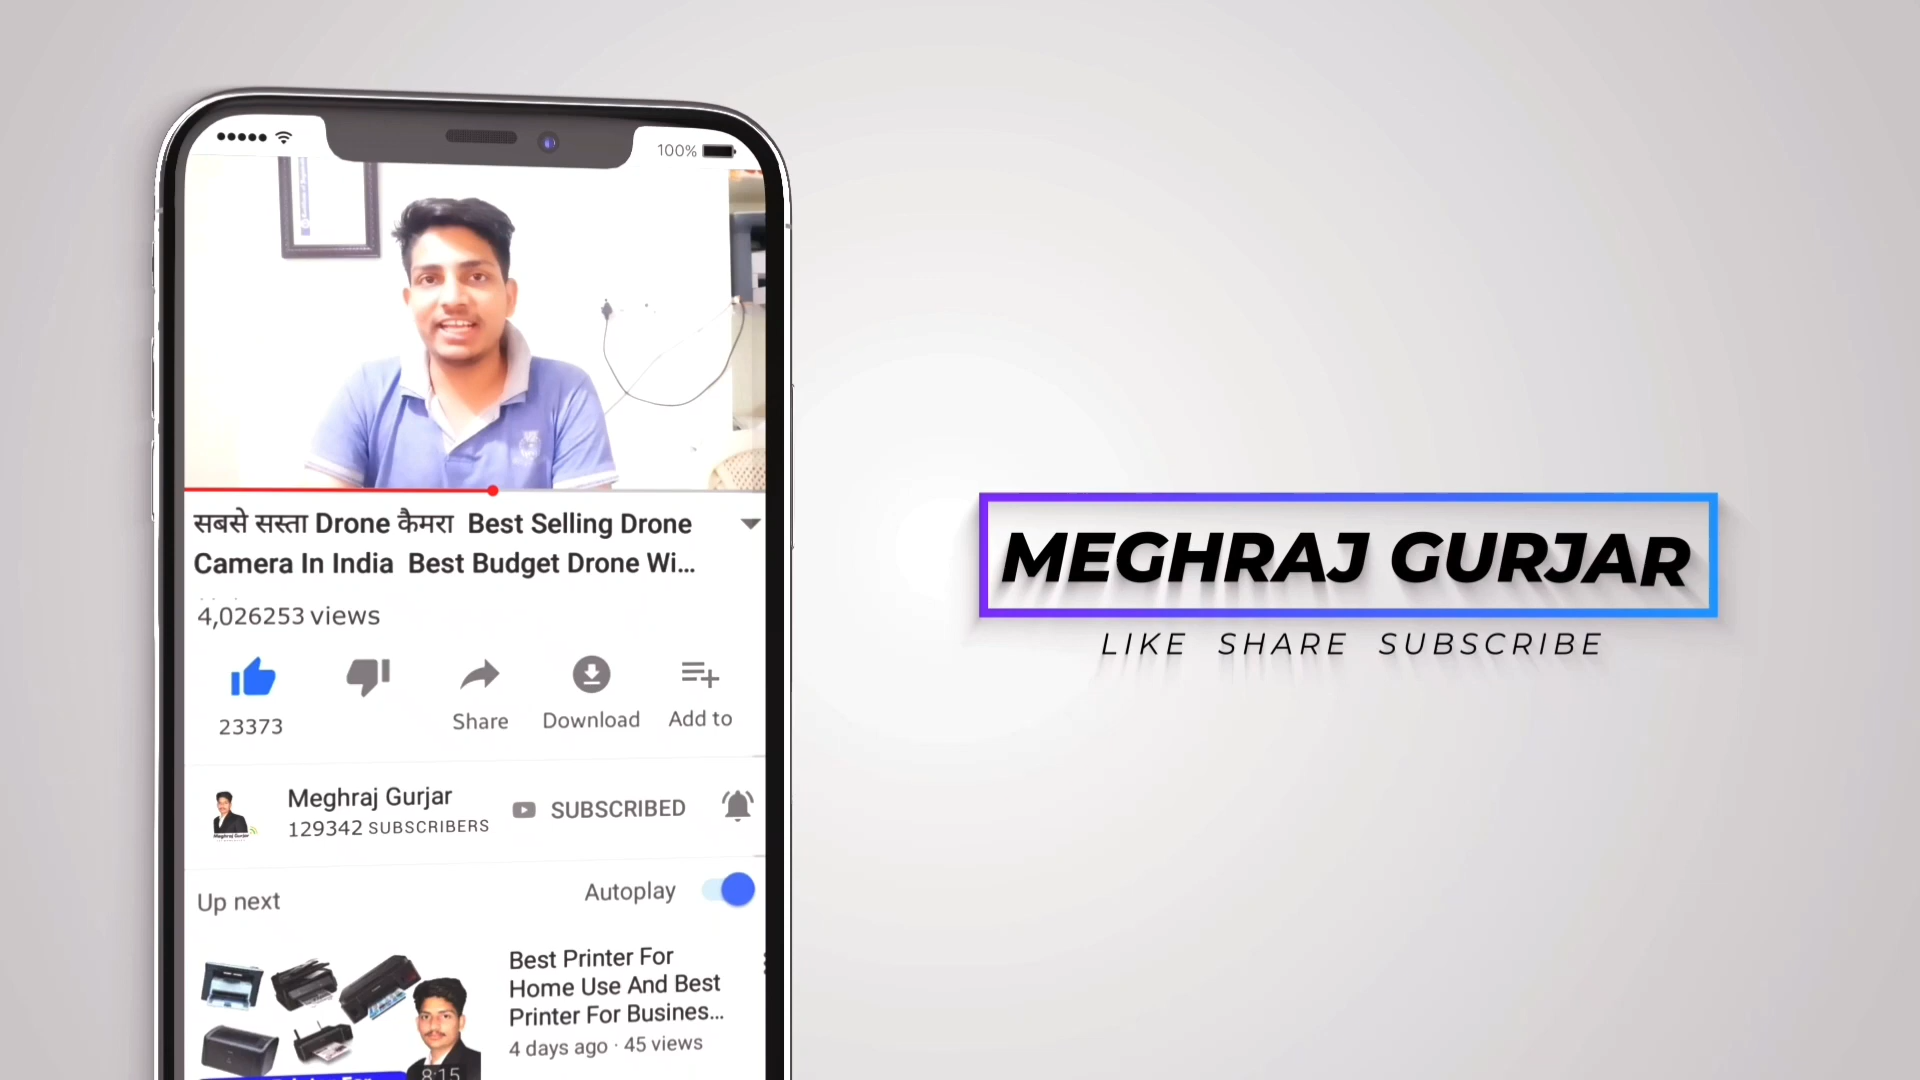 100%
सबसे सस्ता Drone कैमरा Best Selling Drone
Camera In India Best Budget Drone Wi...
4,026253 views
23373
Share
Download
Add to
Meghraj Gurjar
129342 SUBSCRIBERS
SUBSCRIBED
Up next
Autoplay
Best Printer For
Home Use And Best
Printer For Busines...
4 days ago · 45 views
8:15
MEGHRAJ GURJAR
LIKE SHARE SUBSCRIBE